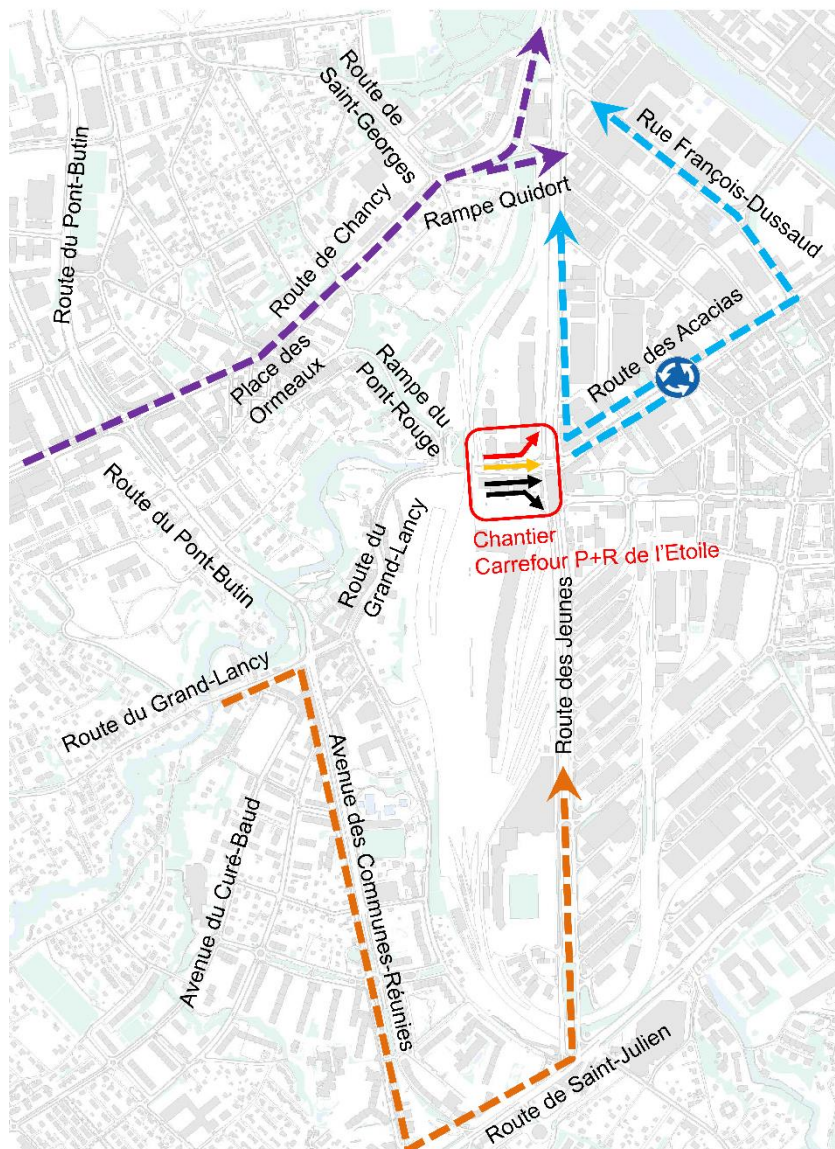 Route de
Saint-Georges
Rue François-Dussaud
Route du Pont-Butin
Route de Chancy
Rampe Quidort
Place des
Ormeaux
Rampe du
Pont-Rouge
Route des Acacias
Route du Pont-Butin
Route du
Grand-Lancy
Chantier
Carrefour P+R de l'Etoile
Route des Jeunes
Route du Grand-Lancy
Avenue des Communes-Réunies
Avenue du Curé-Baud
Route de Saint-Julien